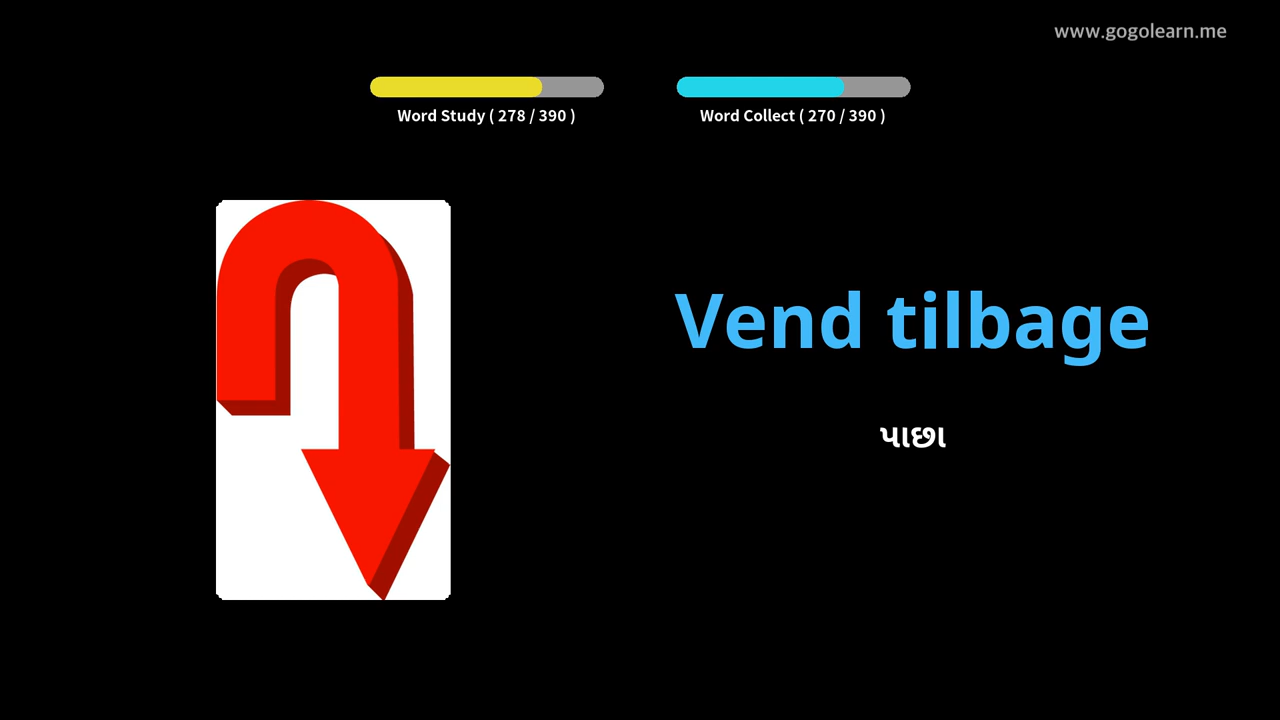 www.gogolearn.me
Word Study ( 278 / 390 )
Word Collect ( 270 / 390 )
Vend tilbage
પાછા